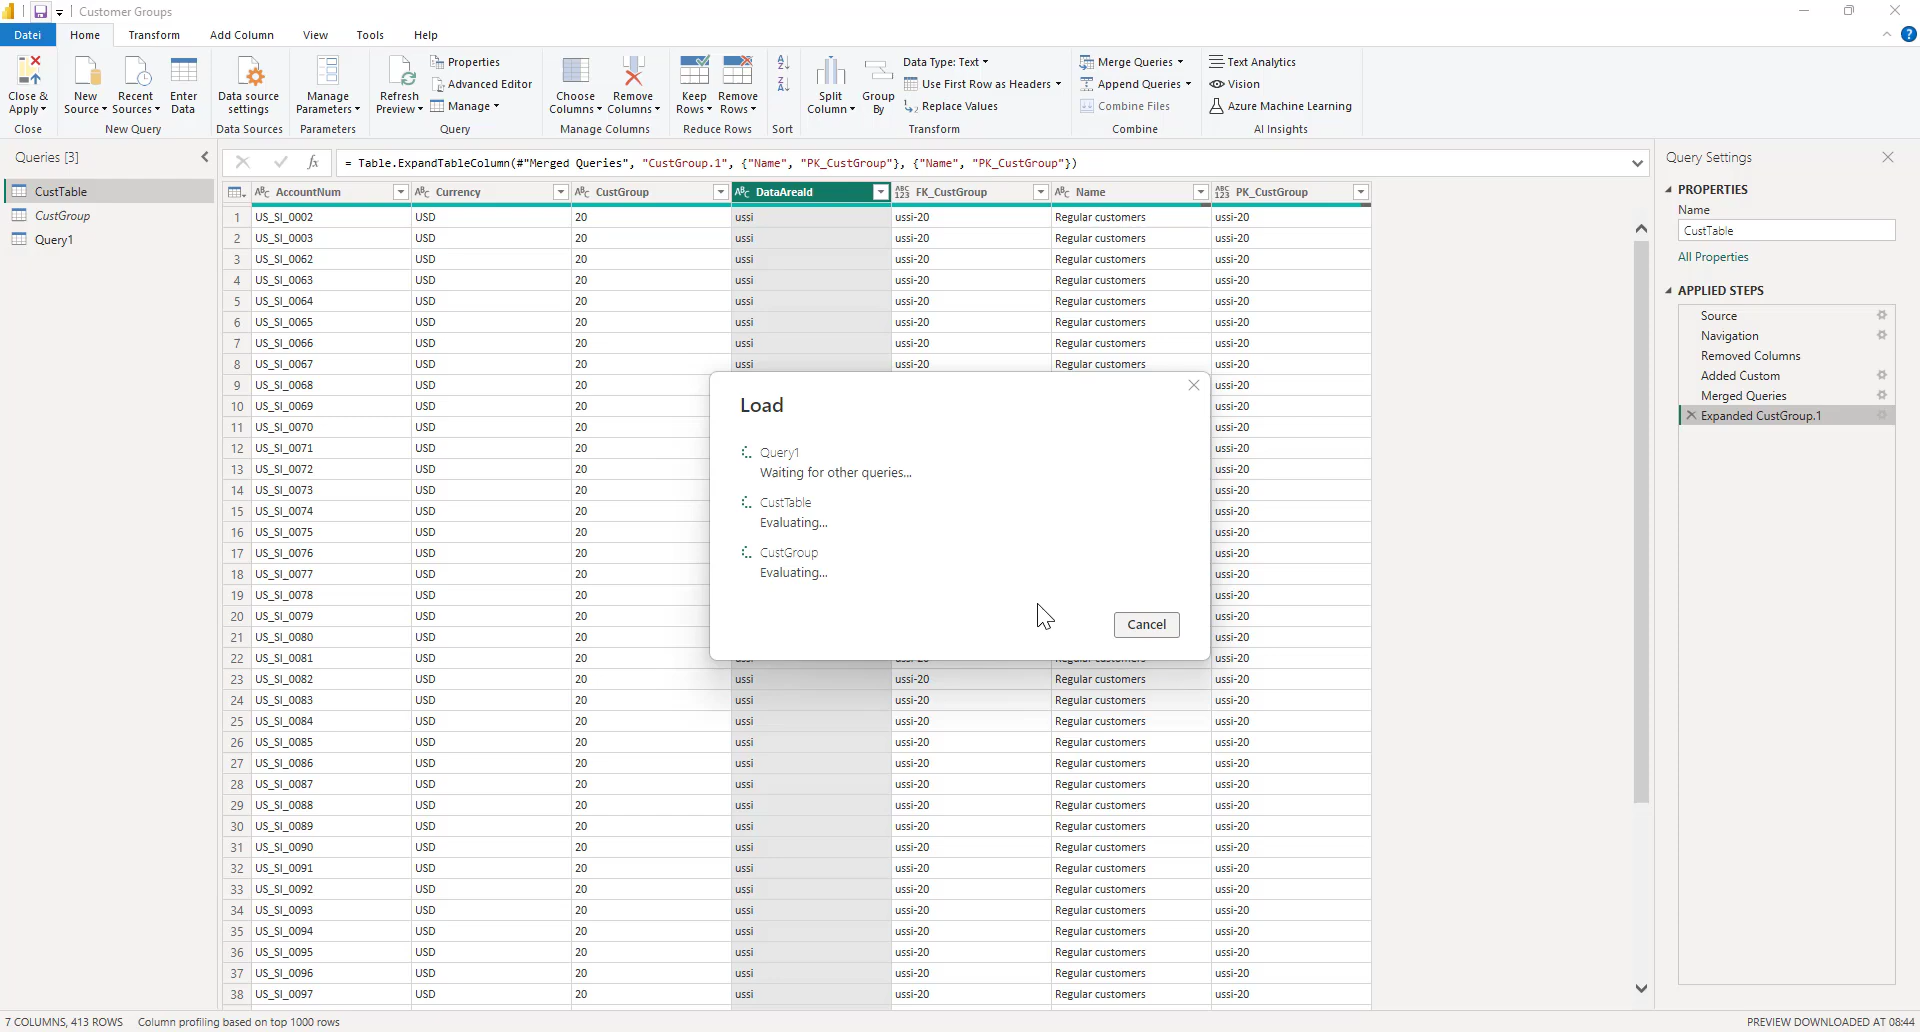 Customer Groups
Datei Home Transform Add Column View Tools Help
Close & Apply
Close
New Source
Recent Sources
Enter Data
New Query
Data source settings
Data Sources
Manage Parameters
Parameters
Refresh Preview
Properties
Advanced Editor
Manage
Query
Choose Columns
Remove Columns
Manage Columns
Keep Rows
Remove Rows
Reduce Rows
A Z
Z A
Sort
Split Column
Group By
Data Type: Text
Use First Row as Headers
1→2 Replace Values
Transform
Merge Queries
Append Queries
Combine Files
Combine
Text Analytics
Vision
Azure Machine Learning
AI Insights
?
Queries [3]
CustTable
CustGroup
Query1
fx = Table.ExpandTableColumn(#"Merged Queries", "CustGroup.1", {"Name", "PK_CustGroup"}, {"Name", "PK_CustGroup"})
ABC AccountNum ABC Currency ABC CustGroup ABC DataAreaId ABC 123 FK_CustGroup ABC Name ABC 123 PK_CustGroup
1 US_SI_0002 USD 20 ussi ussi-20 Regular customers ussi-20
2 US_SI_0003 USD 20 ussi ussi-20 Regular customers ussi-20
3 US_SI_0062 USD 20 ussi ussi-20 Regular customers ussi-20
4 US_SI_0063 USD 20 ussi ussi-20 Regular customers ussi-20
5 US_SI_0064 USD 20 ussi ussi-20 Regular customers ussi-20
6 US_SI_0065 USD 20 ussi ussi-20 Regular customers ussi-20
7 US_SI_0066 USD 20 ussi ussi-20 Regular customers ussi-20
8 US_SI_0067 USD 20 ussi ussi-20 Regular customers ussi-20
9 US_SI_0068 USD 20 ussi-20
10 US_SI_0069 USD 20 ussi-20
11 US_SI_0070 USD 20 ussi-20
12 US_SI_0071 USD 20 ussi-20
13 US_SI_0072 USD 20 ussi-20
14 US_SI_0073 USD 20 ussi-20
15 US_SI_0074 USD 20 ussi-20
16 US_SI_0075 USD 20 ussi-20
17 US_SI_0076 USD 20 ussi-20
18 US_SI_0077 USD 20 ussi-20
19 US_SI_0078 USD 20 ussi-20
20 US_SI_0079 USD 20 ussi-20
21 US_SI_0080 USD 20 ussi-20
22 US_SI_0081 USD 20 ussi-20
23 US_SI_0082 USD 20 ussi ussi-20 Regular customers ussi-20
24 US_SI_0083 USD 20 ussi ussi-20 Regular customers ussi-20
25 US_SI_0084 USD 20 ussi ussi-20 Regular customers ussi-20
26 US_SI_0085 USD 20 ussi ussi-20 Regular customers ussi-20
27 US_SI_0086 USD 20 ussi ussi-20 Regular customers ussi-20
28 US_SI_0087 USD 20 ussi ussi-20 Regular customers ussi-20
29 US_SI_0088 USD 20 ussi ussi-20 Regular customers ussi-20
30 US_SI_0089 USD 20 ussi ussi-20 Regular customers ussi-20
31 US_SI_0090 USD 20 ussi ussi-20 Regular customers ussi-20
32 US_SI_0091 USD 20 ussi ussi-20 Regular customers ussi-20
33 US_SI_0092 USD 20 ussi ussi-20 Regular customers ussi-20
34 US_SI_0093 USD 20 ussi ussi-20 Regular customers ussi-20
35 US_SI_0094 USD 20 ussi ussi-20 Regular customers ussi-20
36 US_SI_0095 USD 20 ussi ussi-20 Regular customers ussi-20
37 US_SI_0096 USD 20 ussi ussi-20 Regular customers ussi-20
38 US_SI_0097 USD 20 ussi ussi-20 Regular customers ussi-20
Load
Query1
Waiting for other queries...
CustTable
Evaluating...
CustGroup
Evaluating...
Cancel
Query Settings
PROPERTIES
Name
CustTable
All Properties
APPLIED STEPS
Source
Navigation
Removed Columns
Added Custom
Merged Queries
Expanded CustGroup.1
7 COLUMNS, 413 ROWS Column profiling based on top 1000 rows PREVIEW DOWNLOADED AT 08:44